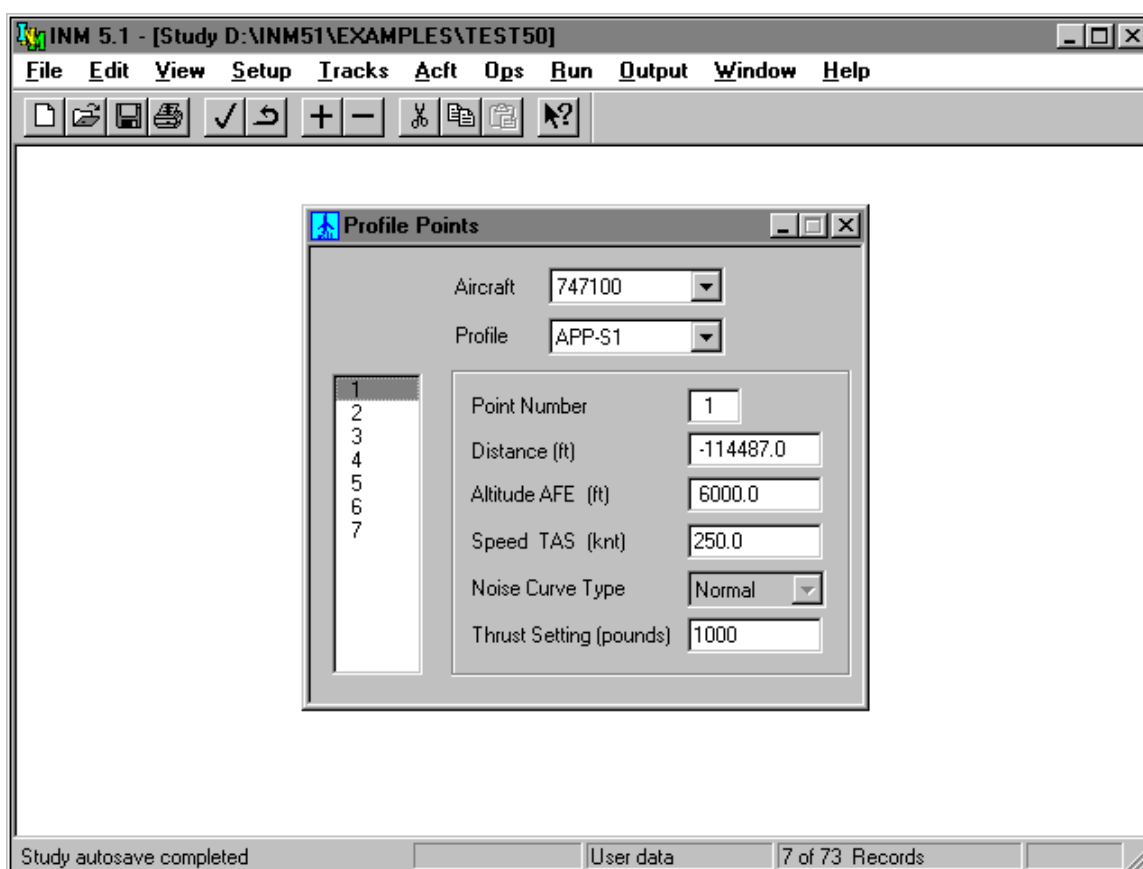 INM 5.1 - [Study D:\INM51\EXAMPLES\TEST50]
File Edit View Setup Tracks Acft Ops Run Output Window Help
Profile Points
Aircraft 747100
Profile APP-S1
1
2
3
4
5
6
7
Point Number 1
Distance (ft) -114487.0
Altitude AFE (ft) 6000.0
Speed TAS (knt) 250.0
Noise Curve Type Normal
Thrust Setting (pounds) 1000
Study autosave completed User data 7 of 73 Records